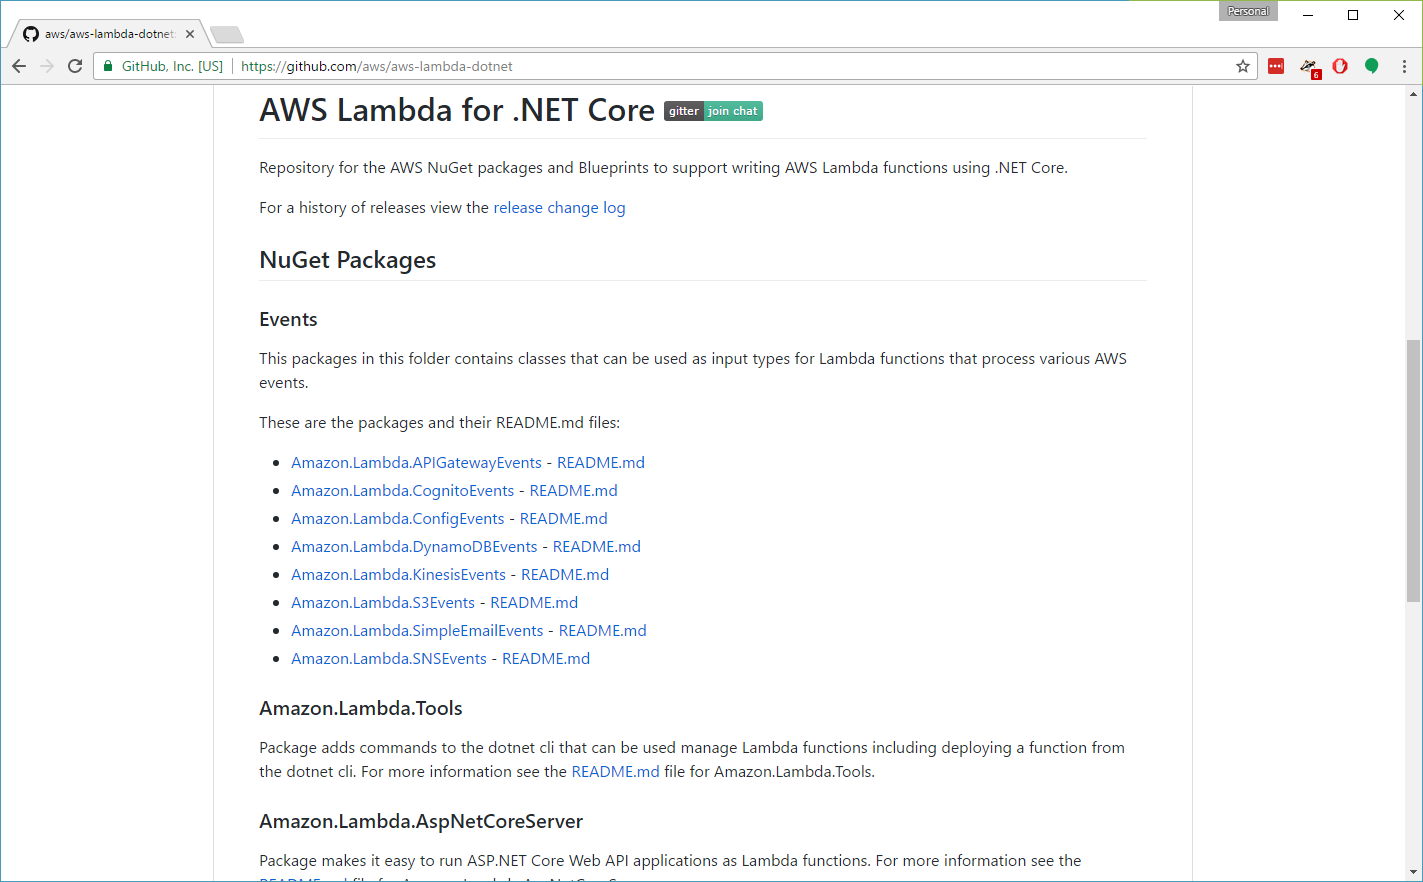 Personal
aws/aws-lambda-dotnet:
GitHub, Inc. [US] https://github.com/aws/aws-lambda-dotnet
6
AWS Lambda for .NET Core gitter join chat
Repository for the AWS NuGet packages and Blueprints to support writing AWS Lambda functions using .NET Core.
For a history of releases view the release change log
NuGet Packages
Events
This packages in this folder contains classes that can be used as input types for Lambda functions that process various AWS
events.
These are the packages and their README.md files:
Amazon.Lambda.APIGatewayEvents - README.md
Amazon.Lambda.CognitoEvents - README.md
Amazon.Lambda.ConfigEvents - README.md
Amazon.Lambda.DynamoDBEvents - README.md
Amazon.Lambda.KinesisEvents - README.md
Amazon.Lambda.S3Events - README.md
Amazon.Lambda.SimpleEmailEvents - README.md
Amazon.Lambda.SNSEvents - README.md
Amazon.Lambda.Tools
Package adds commands to the dotnet cli that can be used manage Lambda functions including deploying a function from
the dotnet cli. For more information see the README.md file for Amazon.Lambda.Tools.
Amazon.Lambda.AspNetCoreServer
Package makes it easy to run ASP.NET Core Web API applications as Lambda functions. For more information see the